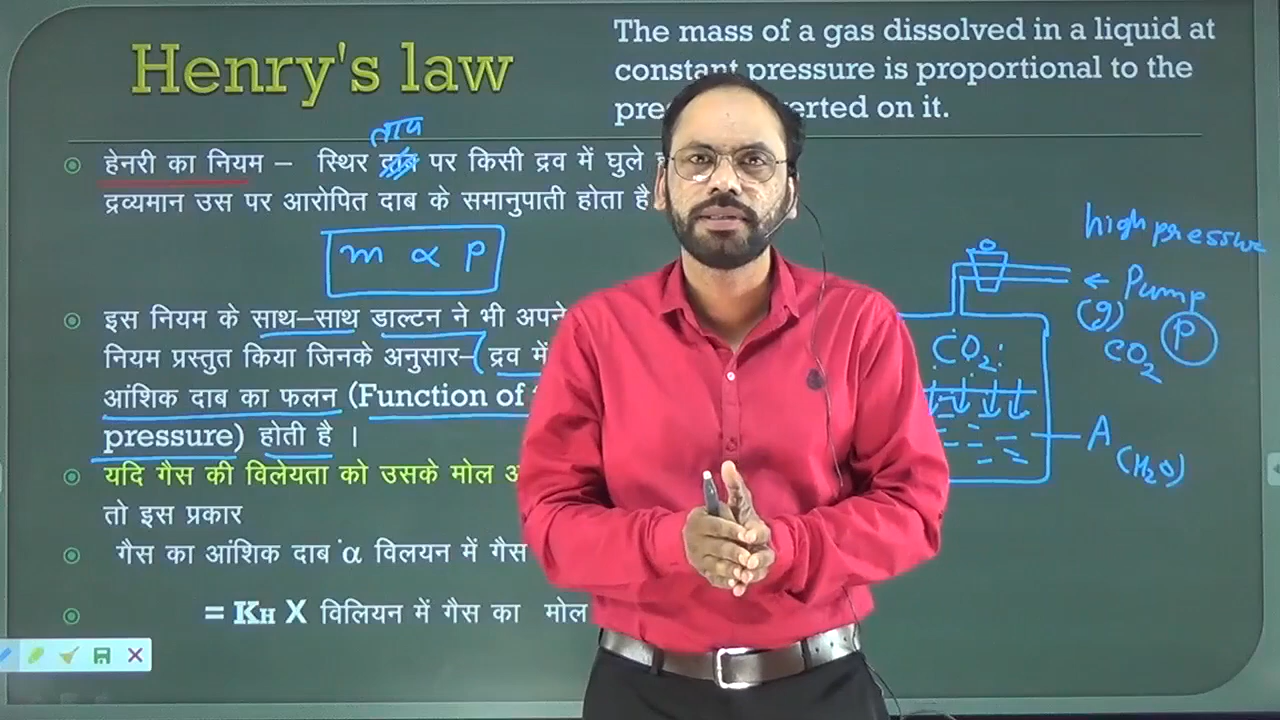 Henry's law
The mass of a gas dissolved in a liquid at
constant pressure is proportional to the
pre erted on it.
ताप
हेनरी का नियम – स्थिर दाब पर किसी द्रव में घुले
द्रव्यमान उस पर आरोपित दाब के समानुपाती होता है
m ∝ P
इस नियम के साथ–साथ डाल्टन ने भी अपने
नियम प्रस्तुत किया जिनके अनुसार–( द्रव में
आंशिक दाब का फलन (Function of
pressure) होती है ।
यदि गैस की विलेयता को उसके मोल अ
तो इस प्रकार
गैस का आंशिक दाब α विलयन में गैस
= KH X विलियन में गैस का मोल
high pressure
← Pump
(g)
P
CO2
CO2
A
(H2O)